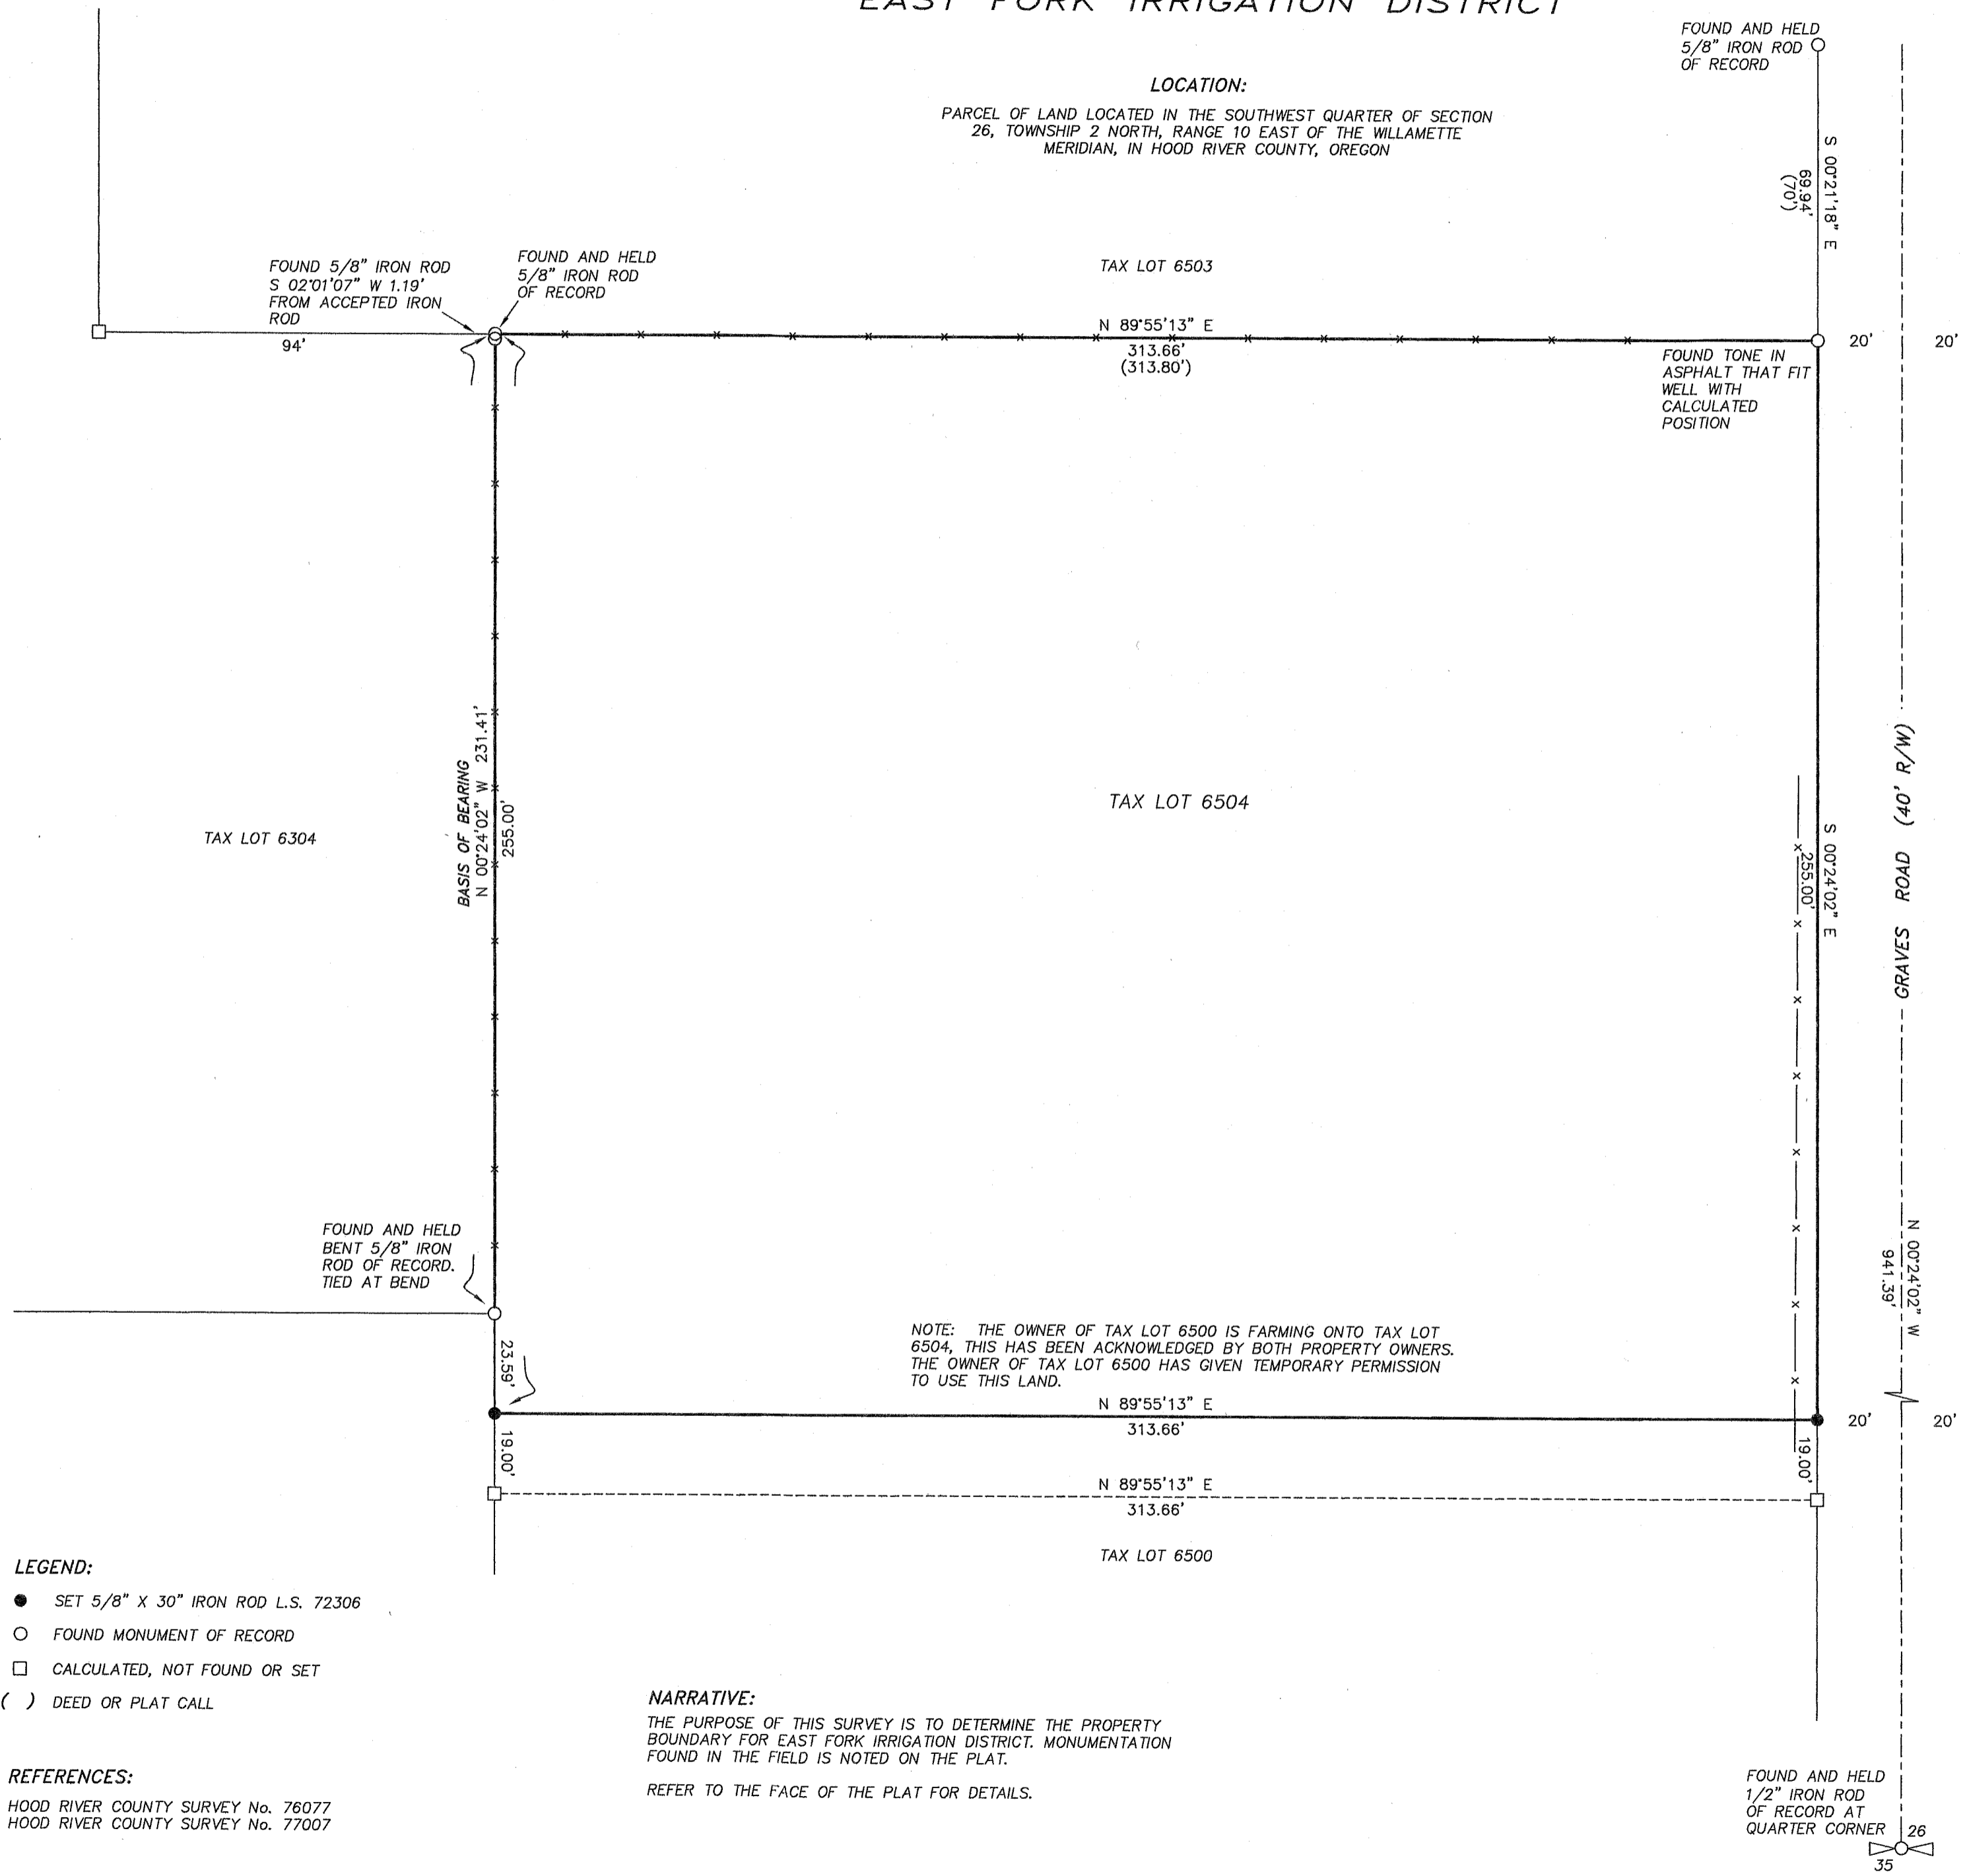 EAST FORK IRRIGATION DISTRICT
FOUND AND HELD
5/8" IRON ROD
OF RECORD
LOCATION:
PARCEL OF LAND LOCATED IN THE SOUTHWEST QUARTER OF SECTION
26, TOWNSHIP 2 NORTH, RANGE 10 EAST OF THE WILLAMETTE
MERIDIAN, IN HOOD RIVER COUNTY, OREGON
S 00°21'18" E
69.94'
(70')
FOUND 5/8" IRON ROD
S 02°01'07" W 1.19'
FROM ACCEPTED IRON
ROD
FOUND AND HELD
5/8" IRON ROD
OF RECORD
TAX LOT 6503
94'
N 89°55'13" E
313.66'
(313.80')
20'
20'
FOUND TONE IN
ASPHALT THAT FIT
WELL WITH
CALCULATED
POSITION
BASIS OF BEARING
N 00°24'02" W 231.41'
255.00'
TAX LOT 6304
TAX LOT 6504
S 00°24'02" E
255.00'
GRAVES ROAD (40' R/W)
N 00°24'02" W
941.39'
FOUND AND HELD
BENT 5/8" IRON
ROD OF RECORD.
TIED AT BEND
23.59'
NOTE: THE OWNER OF TAX LOT 6500 IS FARMING ONTO TAX LOT
6504, THIS HAS BEEN ACKNOWLEDGED BY BOTH PROPERTY OWNERS.
THE OWNER OF TAX LOT 6500 HAS GIVEN TEMPORARY PERMISSION
TO USE THIS LAND.
N 89°55'13" E
313.66'
20'
20'
19.00'
19.00'
N 89°55'13" E
313.66'
TAX LOT 6500
LEGEND:
SET 5/8" X 30" IRON ROD L.S. 72306
FOUND MONUMENT OF RECORD
CALCULATED, NOT FOUND OR SET
( ) DEED OR PLAT CALL
NARRATIVE:
THE PURPOSE OF THIS SURVEY IS TO DETERMINE THE PROPERTY
BOUNDARY FOR EAST FORK IRRIGATION DISTRICT. MONUMENTATION
FOUND IN THE FIELD IS NOTED ON THE PLAT.
REFER TO THE FACE OF THE PLAT FOR DETAILS.
REFERENCES:
HOOD RIVER COUNTY SURVEY No. 76077
HOOD RIVER COUNTY SURVEY No. 77007
FOUND AND HELD
1/2" IRON ROD
OF RECORD AT
QUARTER CORNER
26
35